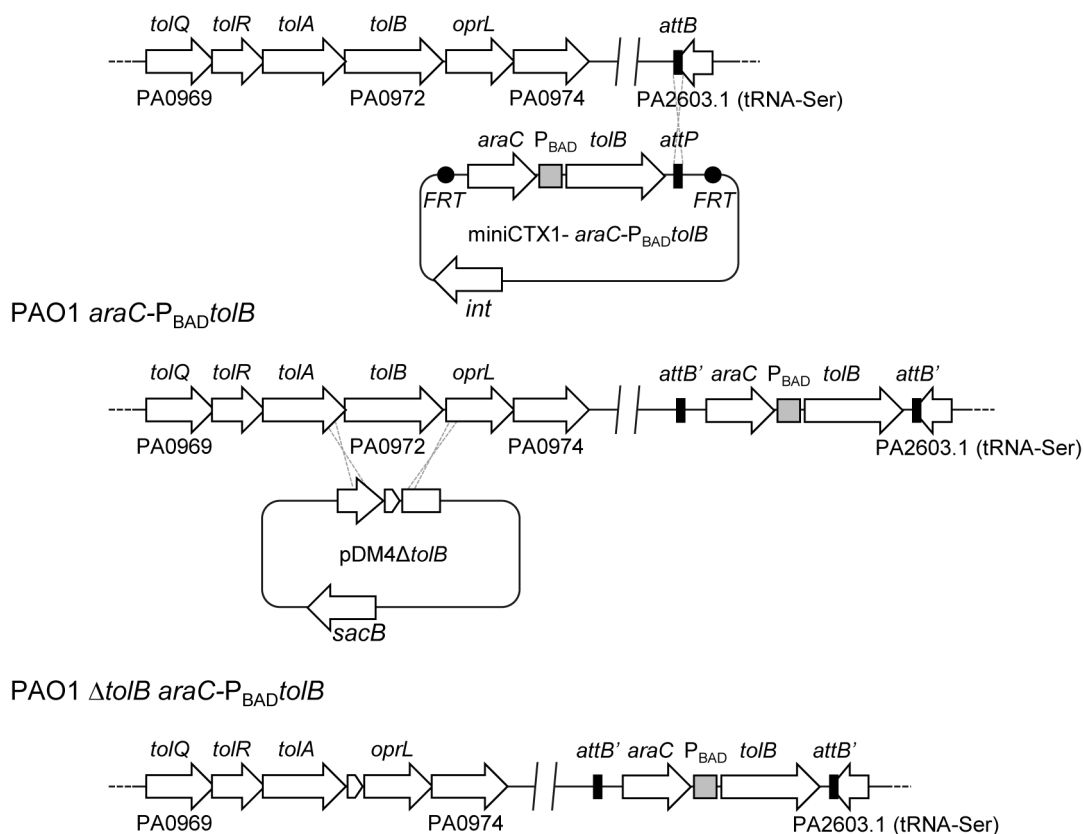 tolQ tolR tolA tolB oprL attB
PA0969 PA0972 PA0974 PA2603.1 (tRNA-Ser)
araC PBAD tolB attP
FRT FRT
miniCTX1- araC-PBADtolB
int
PAO1 araC-PBADtolB
tolQ tolR tolA tolB oprL attB’ araC PBAD tolB attB’
PA0969 PA0972 PA0974 PA2603.1 (tRNA-Ser)
pDM4ΔtolB
sacB
PAO1 ΔtolB araC-PBADtolB
tolQ tolR tolA oprL attB’ araC PBAD tolB attB’
PA0969 PA0974 PA2603.1 (tRNA-Ser)